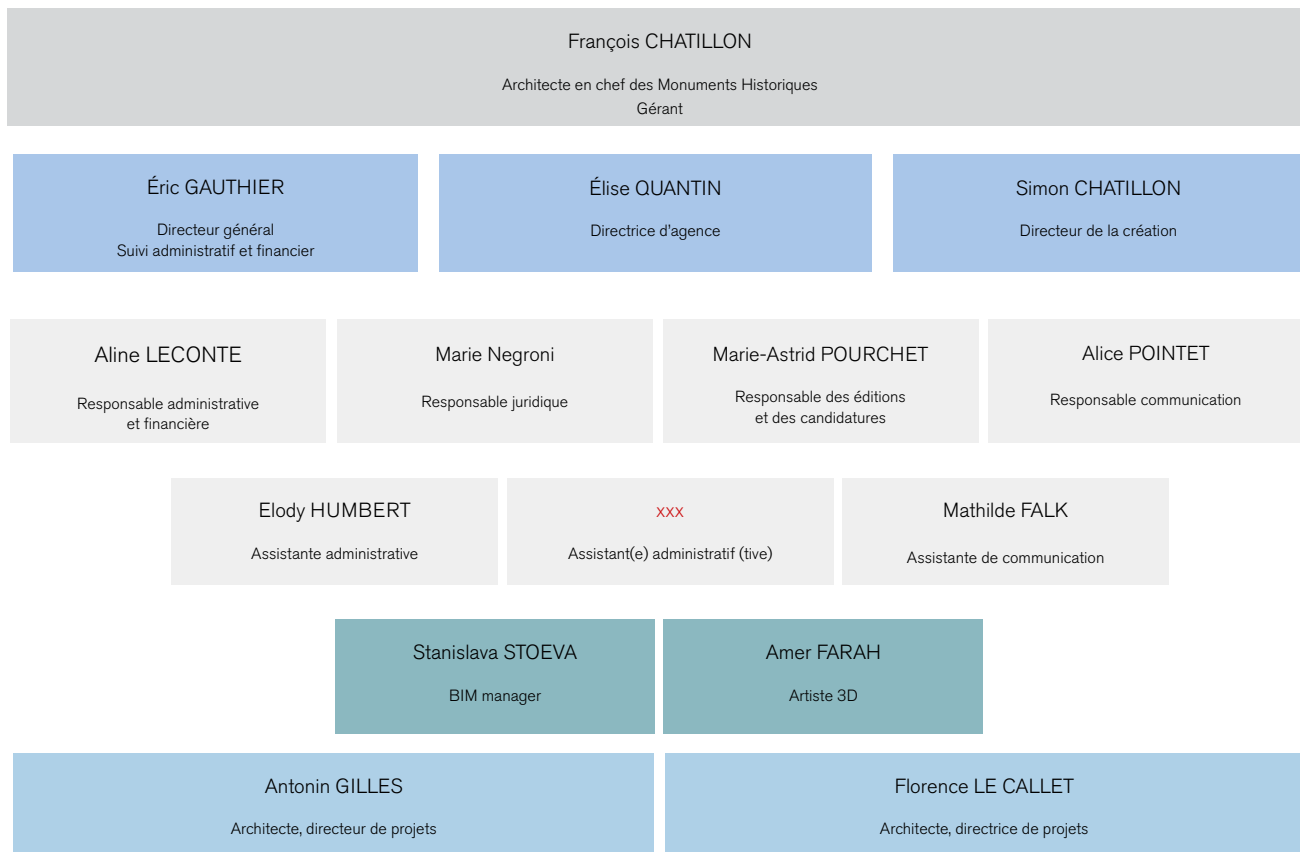 François CHATILLON
Architecte en chef des Monuments Historiques
Gérant
Éric GAUTHIER
Directeur général
Suivi administratif et financier
Élise QUANTIN
Directrice d'agence
Simon CHATILLON
Directeur de la création
Aline LECONTE
Responsable administrative
et financière
Marie Negroni
Responsable juridique
Marie-Astrid POURCHET
Responsable des éditions
et des candidatures
Alice POINTET
Responsable communication
Elody HUMBERT
Assistante administrative
xxx
Assistant(e) administratif (tive)
Mathilde FALK
Assistante de communication
Stanislava STOEVA
BIM manager
Amer FARAH
Artiste 3D
Antonin GILLES
Architecte, directeur de projets
Florence LE CALLET
Architecte, directrice de projets